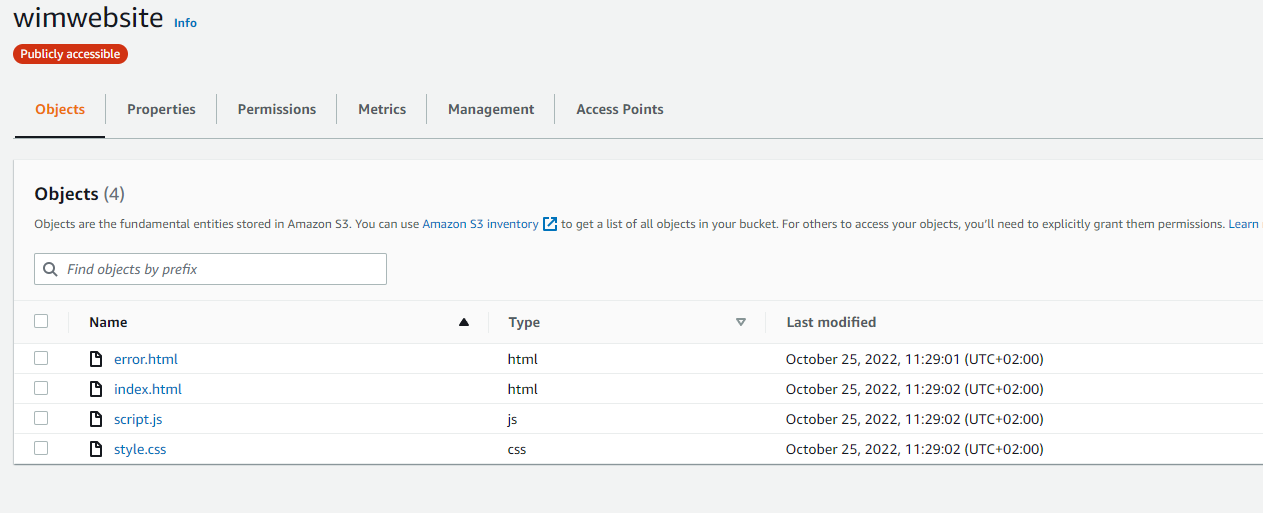 wimwebsite Info
Publicly accessible
Objects Properties Permissions Metrics Management Access Points
Objects (4)
Objects are the fundamental entities stored in Amazon S3. You can use Amazon S3 inventory to get a list of all objects in your bucket. For others to access your objects, you'll need to explicitly grant them permissions. Learn
Find objects by prefix
Name Type Last modified
error.html html October 25, 2022, 11:29:01 (UTC+02:00)
index.html html October 25, 2022, 11:29:02 (UTC+02:00)
script.js js October 25, 2022, 11:29:02 (UTC+02:00)
style.css css October 25, 2022, 11:29:02 (UTC+02:00)